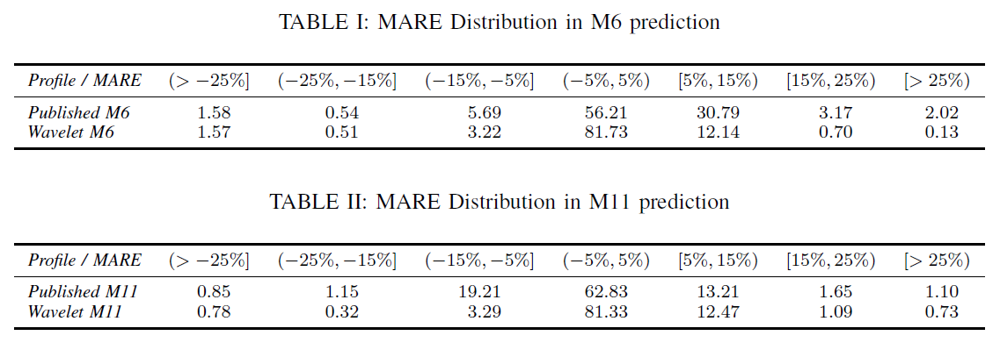 TABLE I: MARE Distribution in M6 prediction
Profile / MARE (> −25%] (−25%, −15%] (−15%, −5%] (−5%, 5%) [5%, 15%) [15%, 25%) [> 25%)
Published M6 1.58 0.54 5.69 56.21 30.79 3.17 2.02
Wavelet M6 1.57 0.51 3.22 81.73 12.14 0.70 0.13
TABLE II: MARE Distribution in M11 prediction
Profile / MARE (> −25%] (−25%, −15%] (−15%, −5%] (−5%, 5%) [5%, 15%) [15%, 25%) [> 25%)
Published M11 0.85 1.15 19.21 62.83 13.21 1.65 1.10
Wavelet M11 0.78 0.32 3.29 81.33 12.47 1.09 0.73